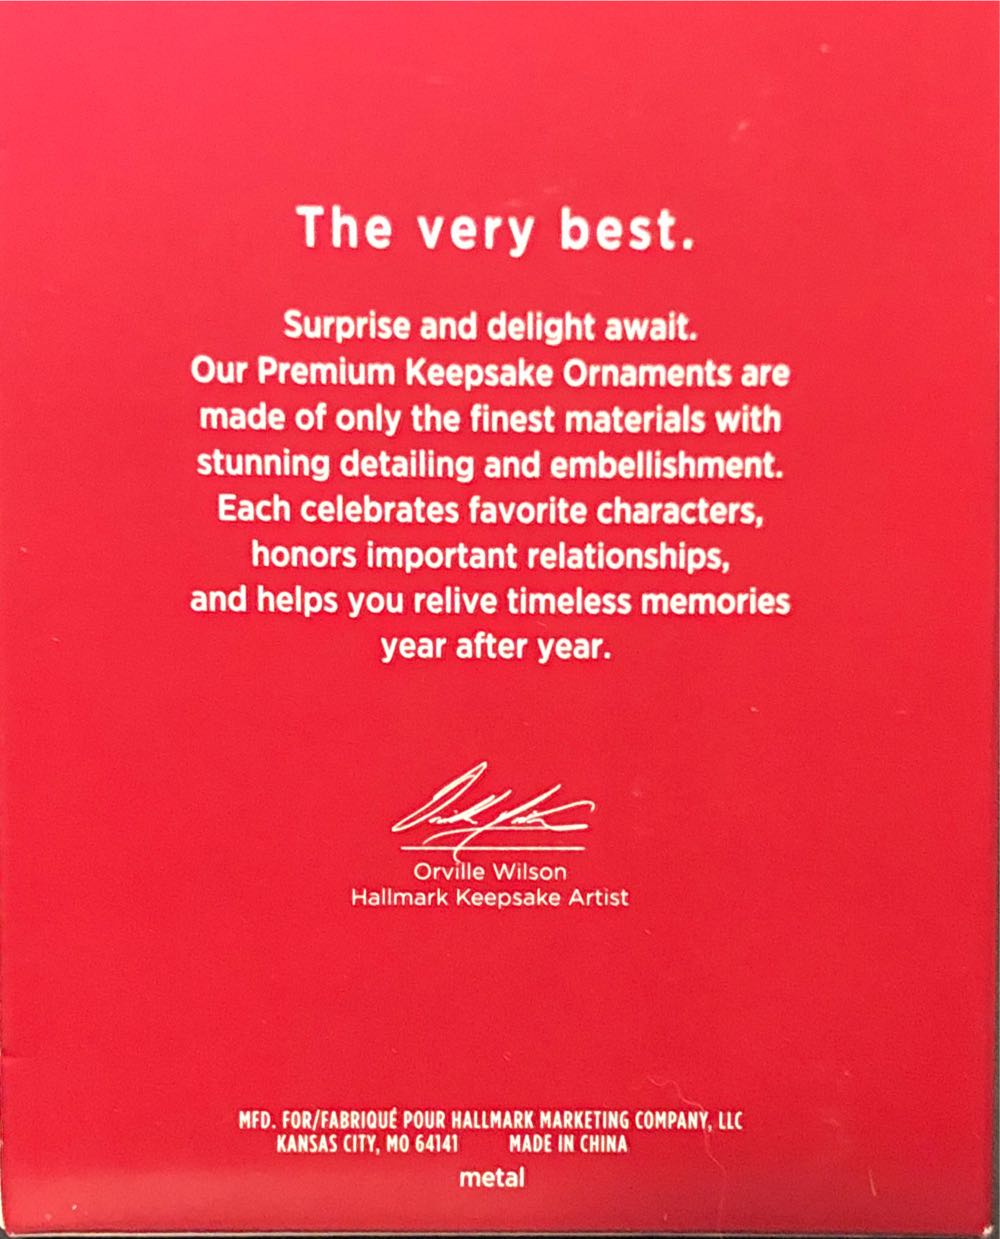 The very best.
Surprise and delight await.
Our Premium Keepsake Ornaments are
made of only the finest materials with
stunning detailing and embellishment.
Each celebrates favorite characters,
honors important relationships,
and helps you relive timeless memories
year after year.
Orville Wilson
Orville Wilson
Hallmark Keepsake Artist
MFD. FOR/FABRIQUÉ POUR HALLMARK MARKETING COMPANY, LLC
KANSAS CITY, MO 64141 MADE IN CHINA
metal